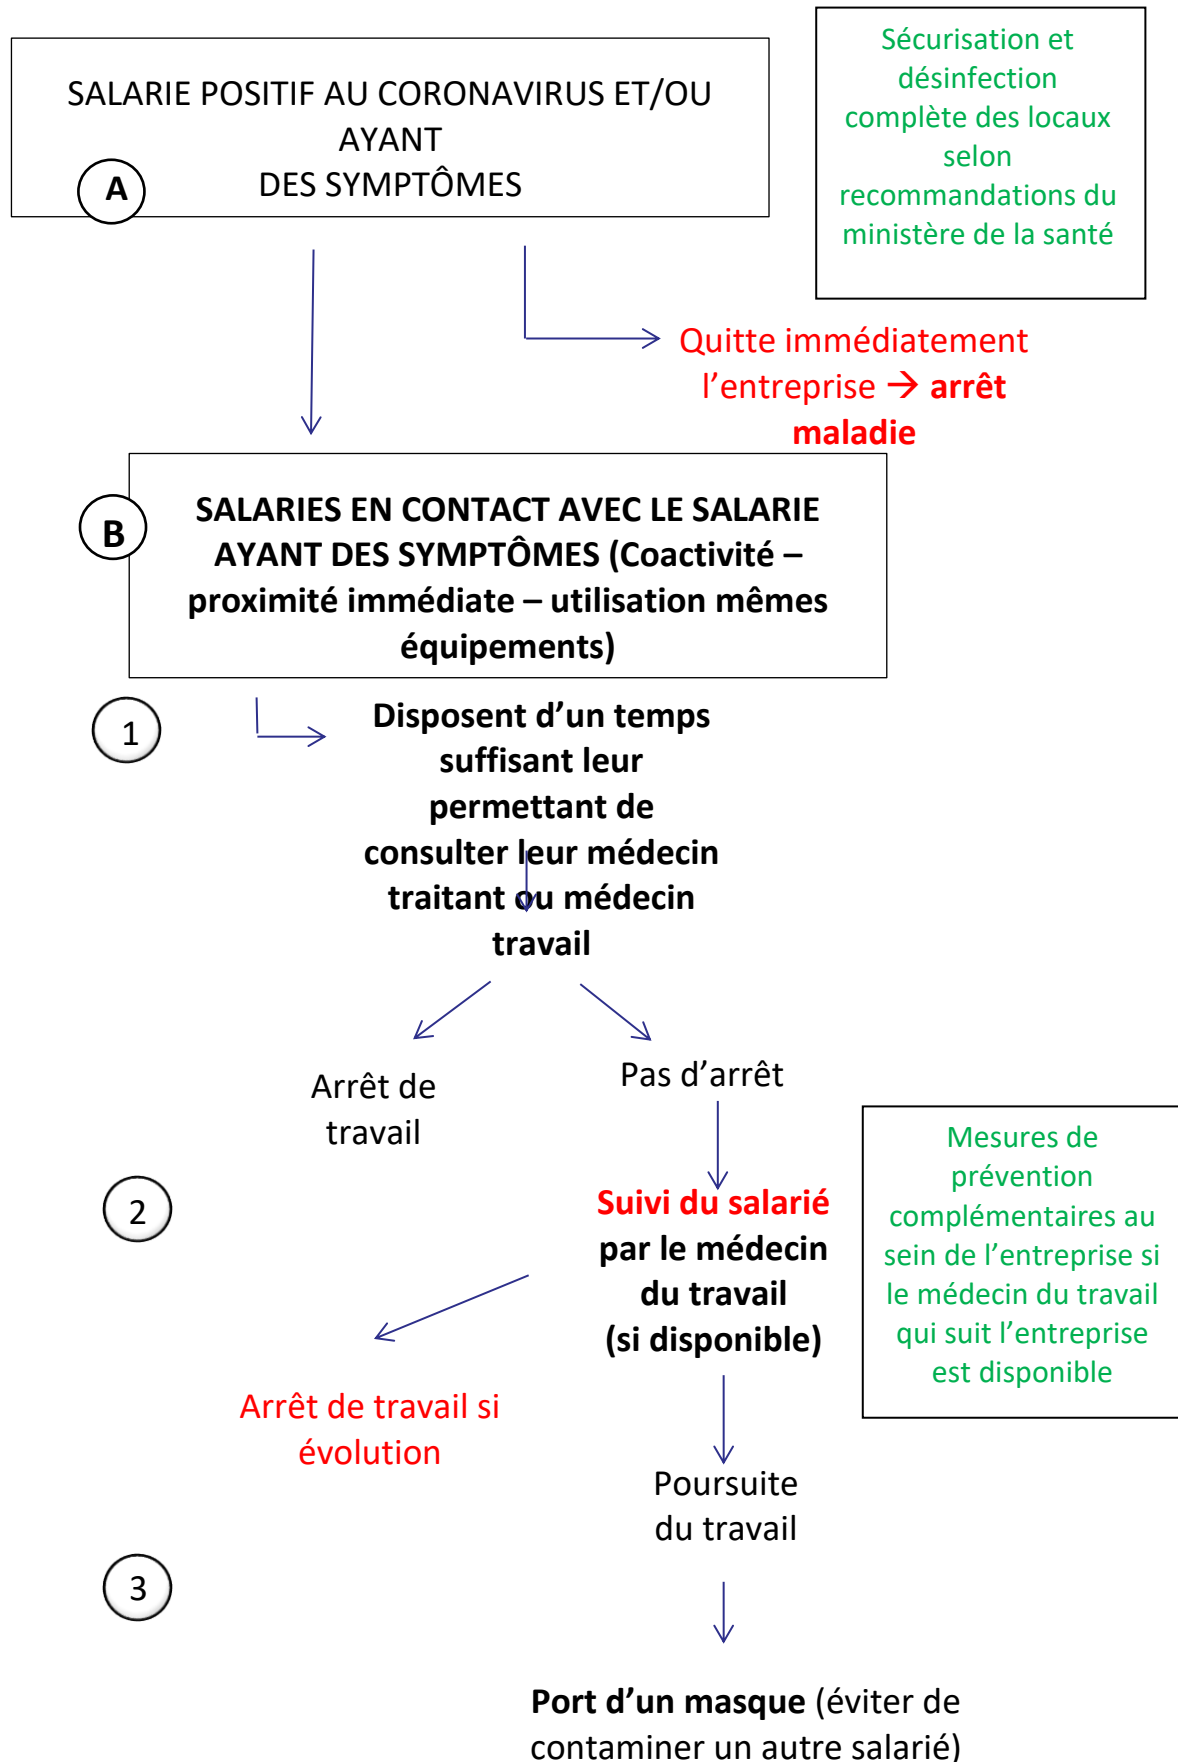 SALARIE POSITIF AU CORONAVIRUS ET/OU
AYANT
DES SYMPTÔMES
A
Sécurisation et
désinfection
complète des locaux
selon
recommandations du
ministère de la santé
Quitte immédiatement
l’entreprise → arrêt
maladie
B
SALARIES EN CONTACT AVEC LE SALARIE
AYANT DES SYMPTÔMES (Coactivité –
proximité immédiate – utilisation mêmes
équipements)
1
Disposent d’un temps
suffisant leur
permettant de
consulter leur médecin
traitant ou médecin
travail
Arrêt de
travail
Pas d’arrêt
2
Suivi du salarié
par le médecin
du travail
(si disponible)
Mesures de
prévention
complémentaires au
sein de l’entreprise si
le médecin du travail
qui suit l’entreprise
est disponible
Arrêt de travail si
évolution
Poursuite
du travail
3
Port d’un masque (éviter de
contaminer un autre salarié)